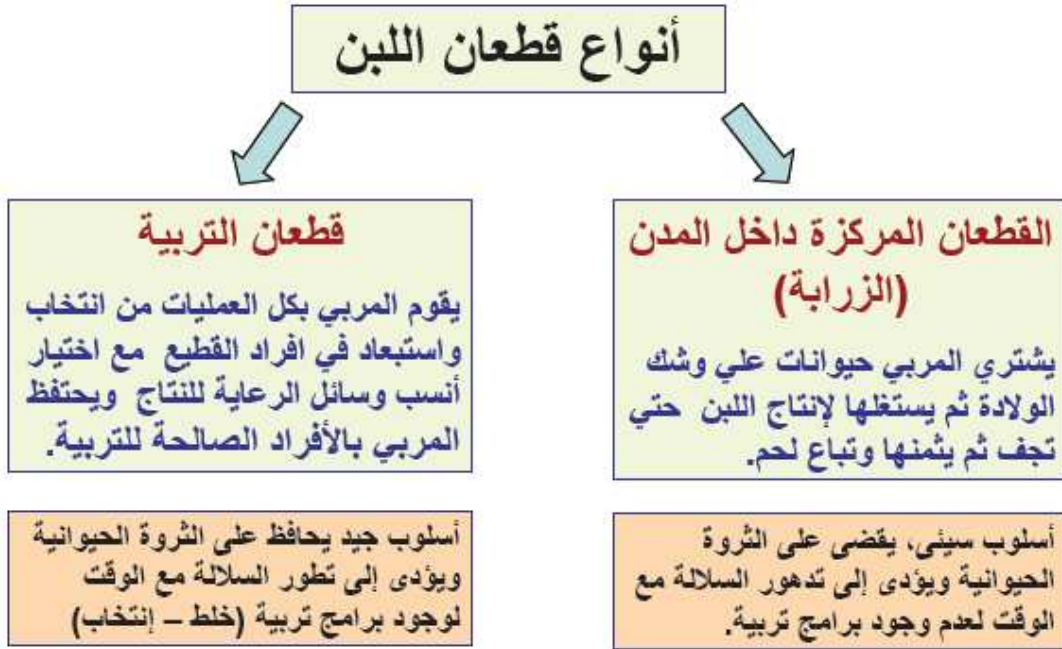 أنواع قطعان اللبن
القطعان المركزة داخل المدن
(الزرابة)
يشتري المربي حيوانات علي وشك
الولادة ثم يستغلها لإنتاج اللبن حتي
تجف ثم يثمنها وتباع لحم.
أسلوب سيئى، يقضى على الثروة
الحيوانية ويؤدى إلى تدهور السلالة مع
الوقت لعدم وجود برامج تربية.
قطعان التربية
يقوم المربي بكل العمليات من انتخاب
واستبعاد في افراد القطيع مع اختيار
أنسب وسائل الرعاية للنتاج ويحتفظ
المربي بالأفراد الصالحة للتربية.
أسلوب جيد يحافظ على الثروة الحيوانية
ويؤدى إلى تطور السلالة مع الوقت
لوجود برامج تربية (خلط – إنتخاب)